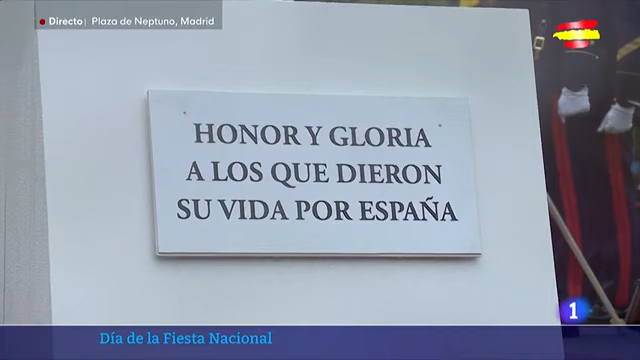 Directo | Plaza de Neptuno, Madrid
HONOR Y GLORIA
A LOS QUE DIERON
SU VIDA POR ESPAÑA
1
Día de la Fiesta Nacional